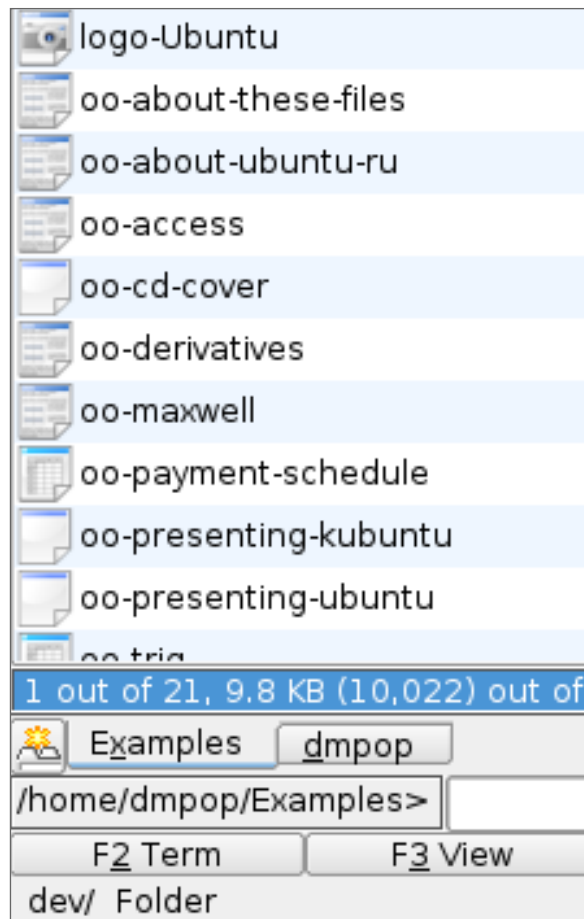 logo-Ubuntu
oo-about-these-files
oo-about-ubuntu-ru
oo-access
oo-cd-cover
oo-derivatives
oo-maxwell
oo-payment-schedule
oo-presenting-kubuntu
oo-presenting-ubuntu
oo-trig
1 out of 21, 9.8 KB (10,022) out of
Examples dmpop
/home/dmpop/Examples>
F2 Term F3 View
dev/ Folder